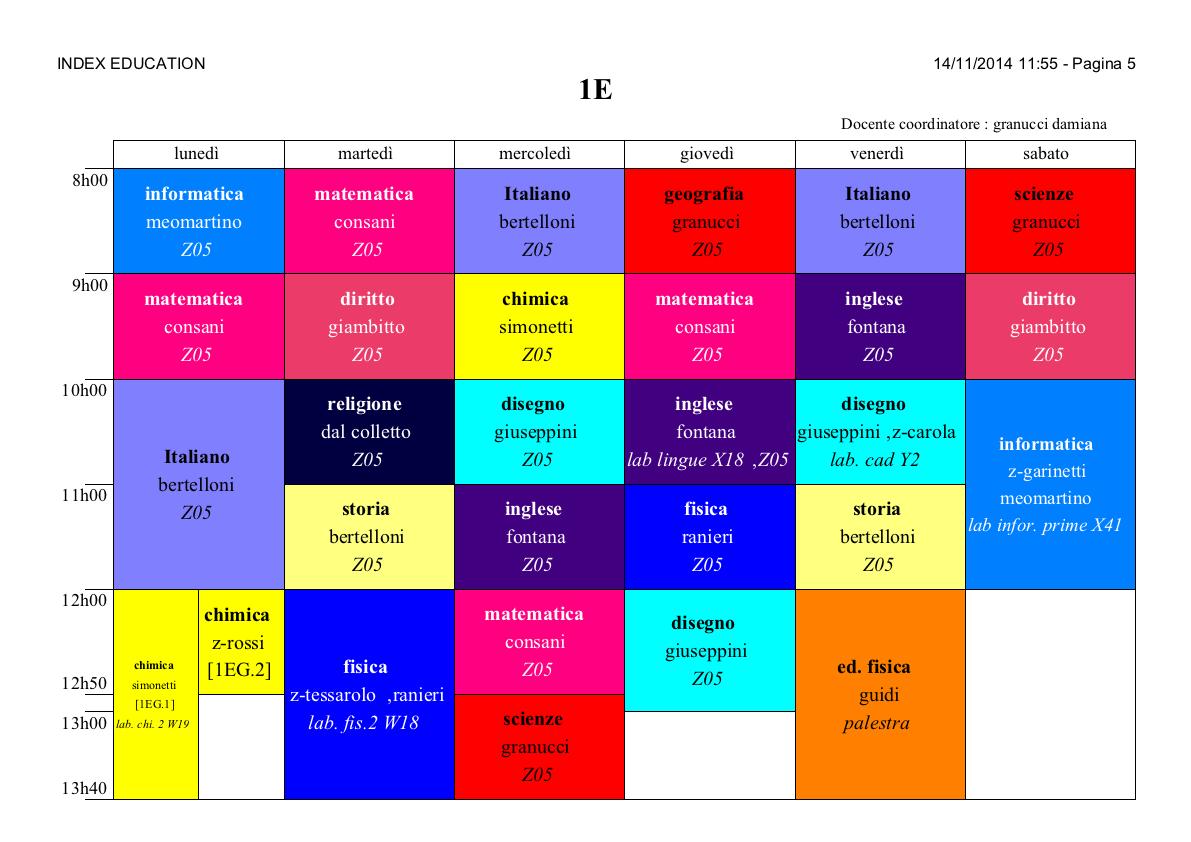 INDEX EDUCATION
14/11/2014 11:55 - Pagina 5
1E
Docente coordinatore : granucci damiana
lunedì martedì mercoledì giovedì venerdì sabato
8h00
informatica
meomartino
Z05
matematica
consani
Z05
Italiano
bertelloni
Z05
geografia
granucci
Z05
Italiano
bertelloni
Z05
scienze
granucci
Z05
9h00
matematica
consani
Z05
diritto
giambitto
Z05
chimica
simonetti
Z05
matematica
consani
Z05
inglese
fontana
Z05
diritto
giambitto
Z05
10h00
Italiano
bertelloni
Z05
religione
dal colletto
Z05
disegno
giuseppini
Z05
inglese
fontana
lab lingue X18 ,Z05
disegno
giuseppini ,z-carola
lab. cad Y2
informatica
z-garinetti
meomartino
lab infor. prime X41
11h00
storia
bertelloni
Z05
inglese
fontana
Z05
fisica
ranieri
Z05
storia
bertelloni
Z05
12h00
chimica
simonetti
[1EG.1]
lab. chi. 2 W19
chimica
z-rossi
[1EG.2]
fisica
z-tessarolo ,ranieri
lab. fis.2 W18
matematica
consani
Z05
disegno
giuseppini
Z05
ed. fisica
guidi
palestra
12h50
13h00
scienze
granucci
Z05
13h40